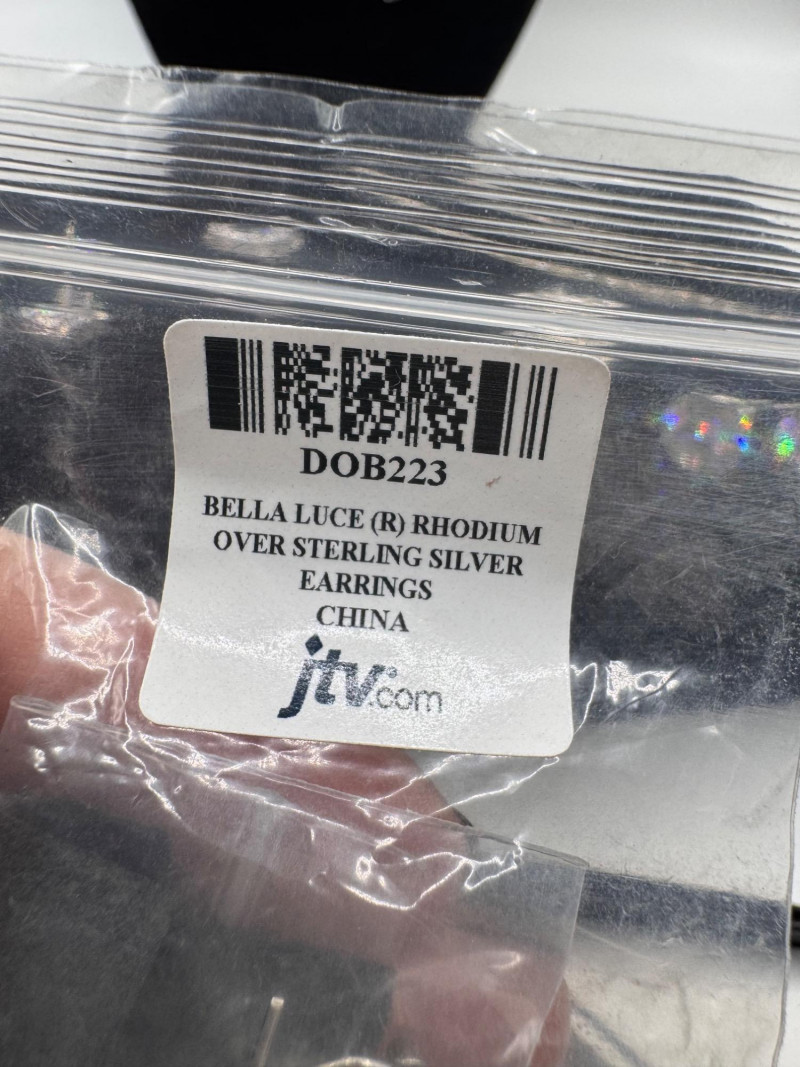 DOB223
BELLA LUCE (R) RHODIUM
OVER STERLING SILVER
EARRINGS
CHINA
jtv.com